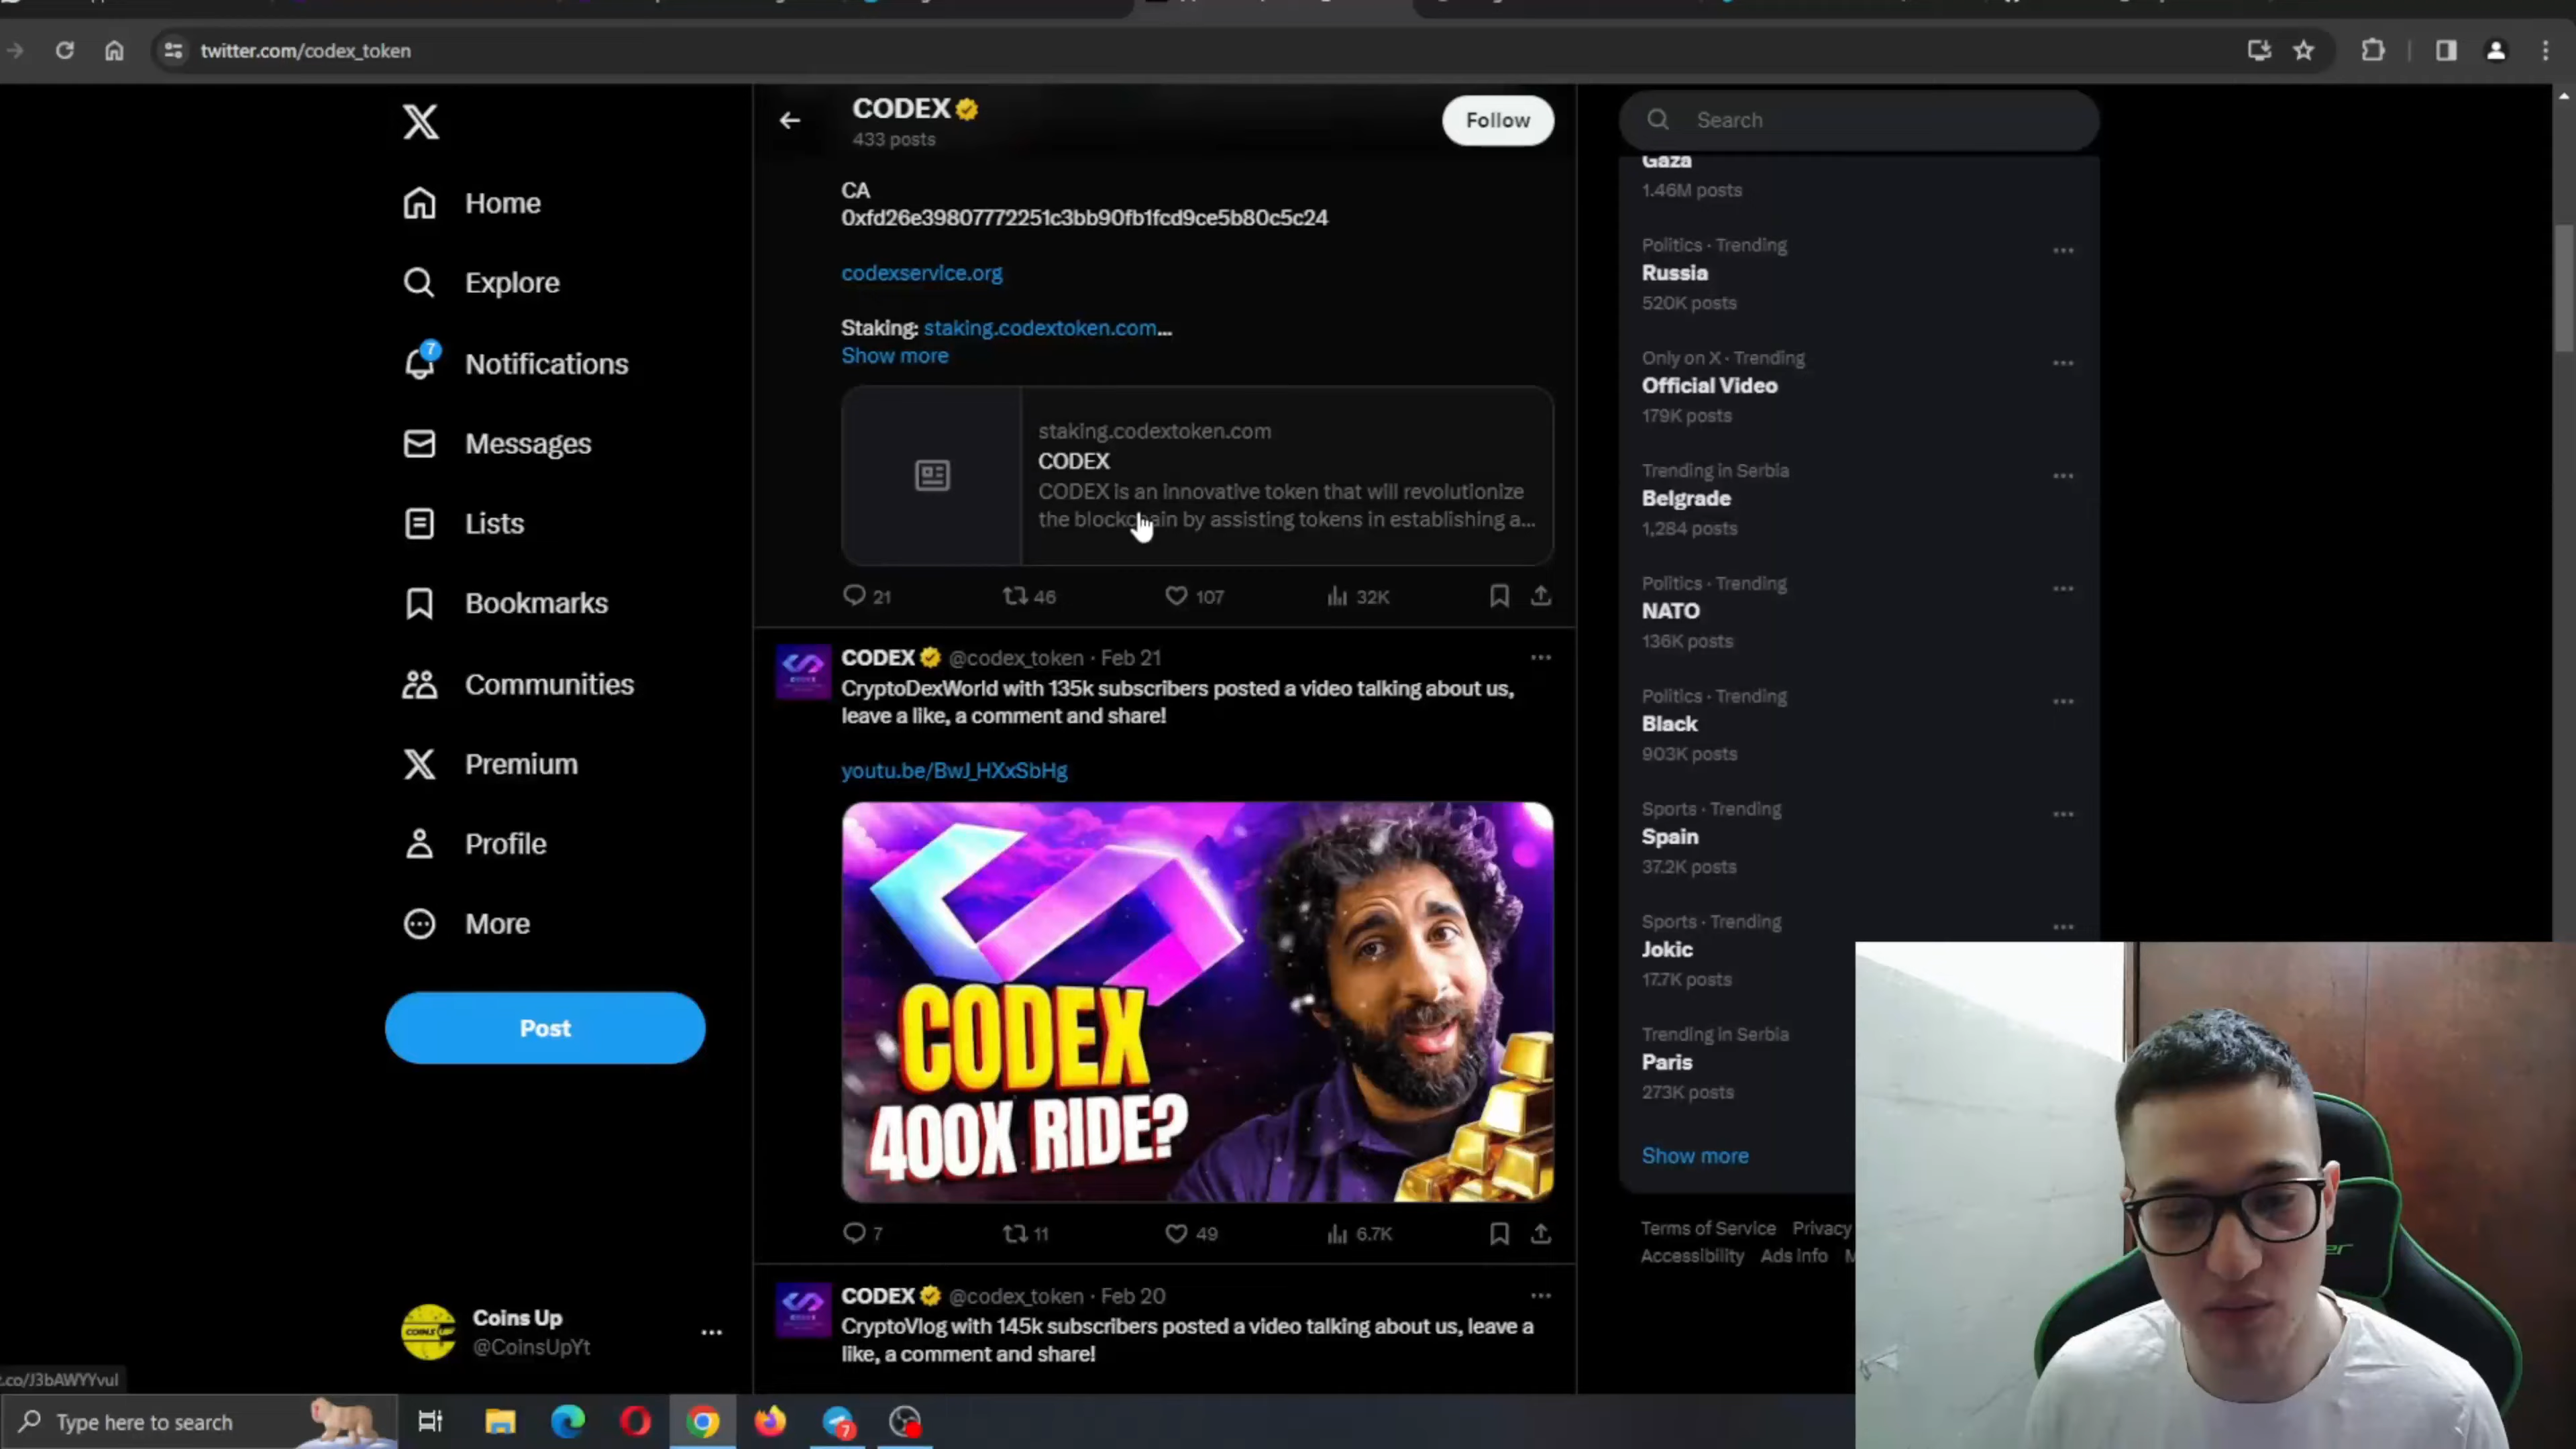 twitter.com/codex_token
CODEX
433 posts
Follow
Search
Home
Explore
7
Notifications
Messages
Lists
Bookmarks
Communities
Premium
Profile
More
Post
Coins Up
@CoinsUpYt
CA
0xfd26e39807772251c3bb90fb1fcd9ce5b80c5c24
codexservice.org
Staking: staking.codextoken.com...
Show more
staking.codextoken.com
CODEX
CODEX is an innovative token that will revolutionize
the blockchain by assisting tokens in establishing a...
21 46 107 32K
CODEX @codex_token · Feb 21
CryptoDexWorld with 135k subscribers posted a video talking about us,
leave a like, a comment and share!
youtu.be/BwJ_HXxSbHg
CODEX
400X RIDE?
7 11 49 6.7K
CODEX @codex_token · Feb 20
CryptoVlog with 145k subscribers posted a video talking about us, leave a
like, a comment and share!
Gaza
1.46M posts
Politics · Trending
Russia
520K posts
Only on X · Trending
Official Video
179K posts
Trending in Serbia
Belgrade
1,284 posts
Politics · Trending
NATO
136K posts
Politics · Trending
Black
903K posts
Sports · Trending
Spain
37.2K posts
Sports · Trending
Jokic
17.7K posts
Trending in Serbia
Paris
273K posts
Show more
Terms of Service Privacy
Accessibility Ads info
.co/J3bAWYYvul
Type here to search
7